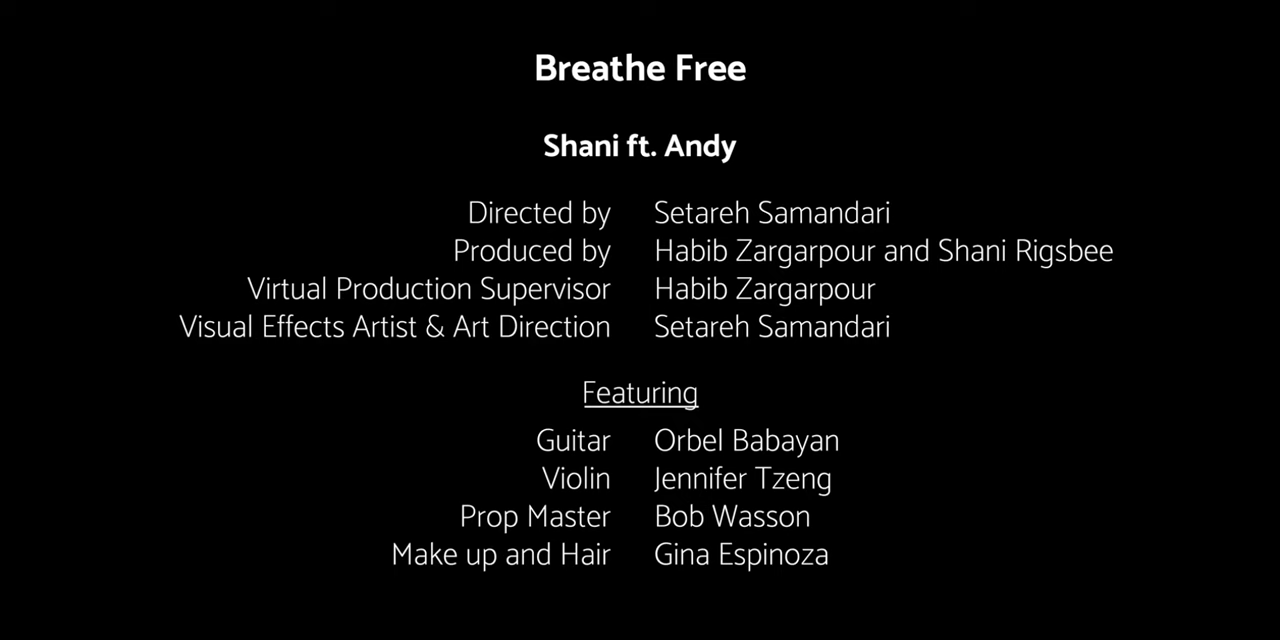 Breathe Free
Shani ft. Andy
Directed by Setareh Samandari
Produced by Habib Zargarpour and Shani Rigsbee
Virtual Production Supervisor Habib Zargarpour
Visual Effects Artist & Art Direction Setareh Samandari
Featuring
Guitar Orbel Babayan
Violin Jennifer Tzeng
Prop Master Bob Wasson
Make up and Hair Gina Espinoza